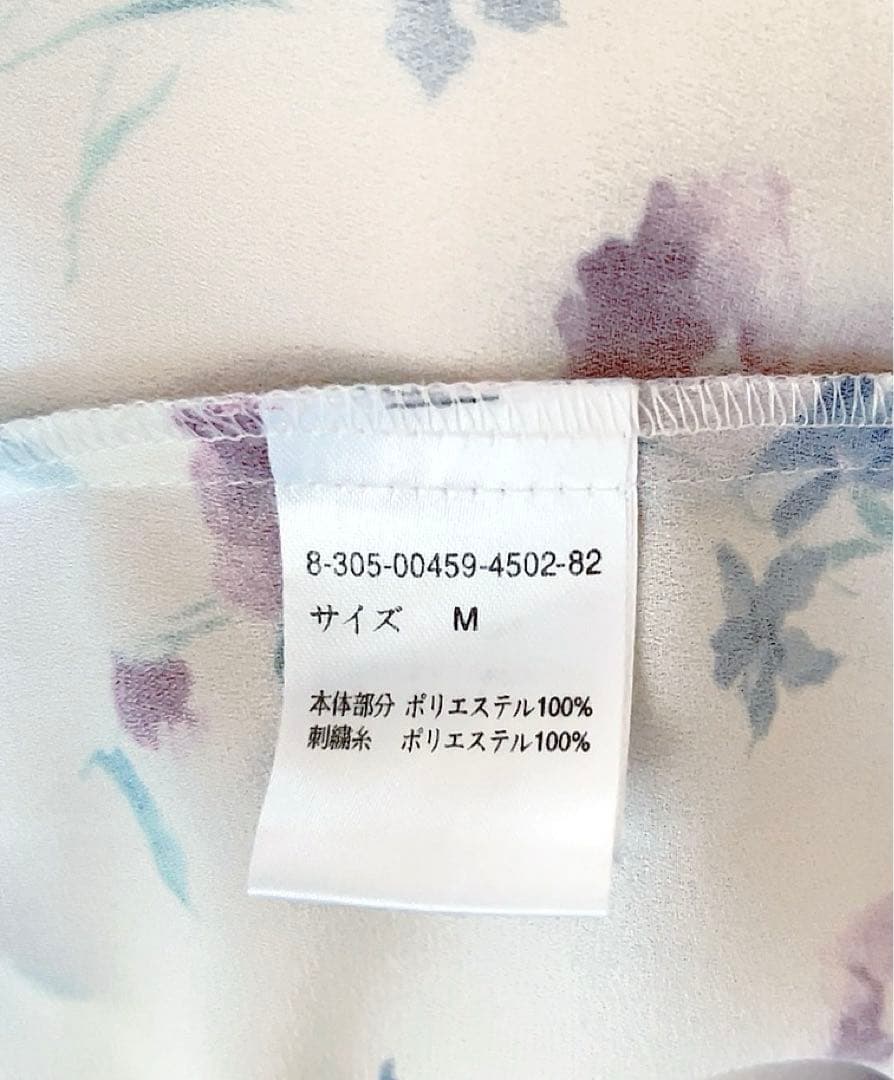 8-305-00459-4502-82
サイズ M
本体部分 ポリエステル100%
刺繍糸 ポリエステル100%